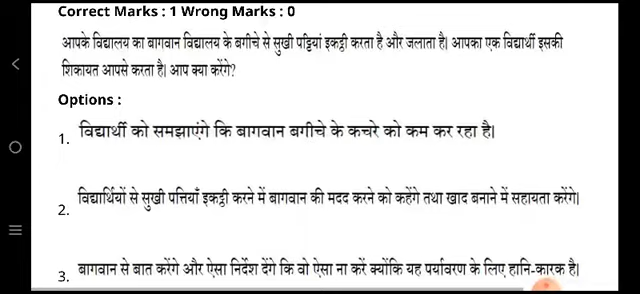 Correct Marks : 1 Wrong Marks : 0
आपके विद्यालय का बागवान विद्यालय के बगीचे से सुखी पट्टियां इकट्ठी करता है और जलाता है। आपका एक विद्यार्थी इसकी
शिकायत आपसे करता है। आप क्या करेंगे?
Options :
1. विद्यार्थी को समझाएंगे कि बागवान बगीचे के कचरे को कम कर रहा है।
2. विद्यार्थियों से सुखी पत्तियाँ इकट्ठी करने में बागवान की मदद करने को कहेंगे तथा खाद बनाने में सहायता करेंगे।
3. बागवान से बात करेंगे और ऐसा निर्देश देंगे कि वो ऐसा ना करें क्योंकि यह पर्यावरण के लिए हानि-कारक है।